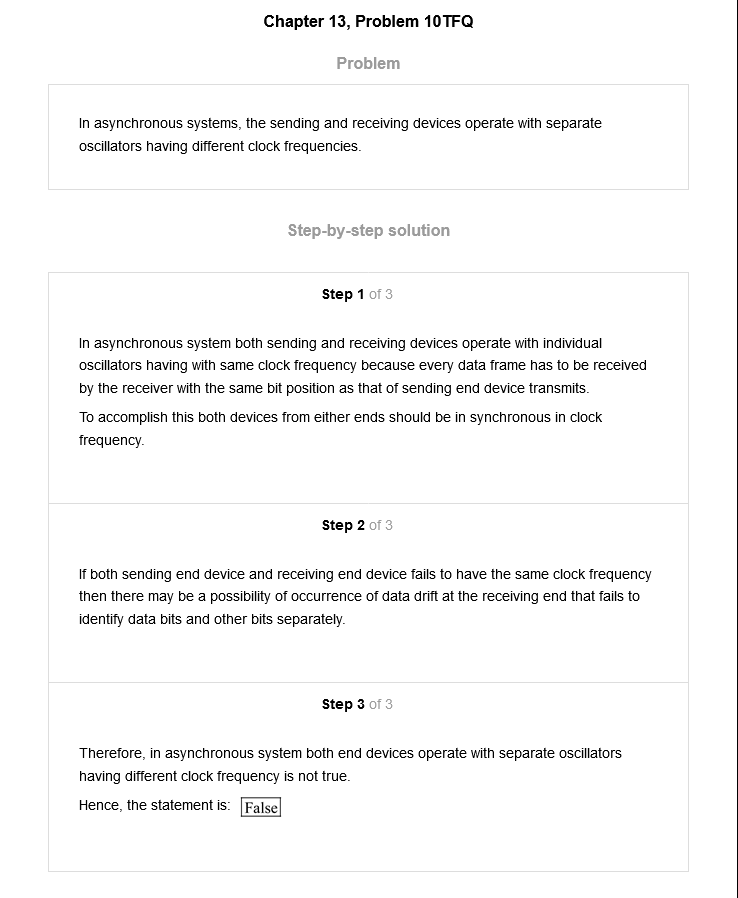 Chapter 13, Problem 10TFQ
Problem
In asynchronous systems, the sending and receiving devices operate with separate
oscillators having different clock frequencies.
Step-by-step solution
Step 1 of 3
In asynchronous system both sending and receiving devices operate with individual
oscillators having with same clock frequency because every data frame has to be received
by the receiver with the same bit position as that of sending end device transmits.
To accomplish this both devices from either ends should be in synchronous in clock
frequency.
Step 2 of 3
If both sending end device and receiving end device fails to have the same clock frequency
then there may be a possibility of occurrence of data drift at the receiving end that fails to
identify data bits and other bits separately.
Step 3 of 3
Therefore, in asynchronous system both end devices operate with separate oscillators
having different clock frequency is not true.
Hence, the statement is: False